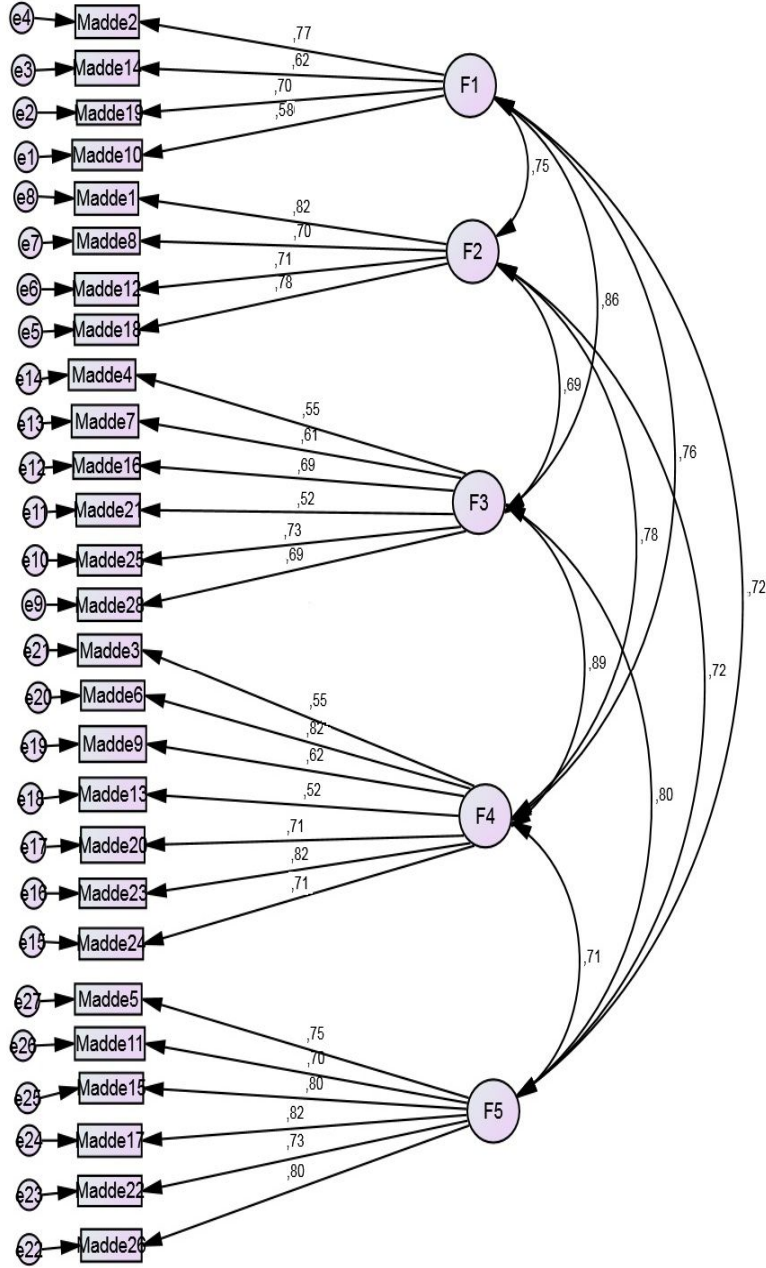 e4 Madde2 ,77
e3 Madde14 ,62
F1
e2 Madde19 ,70
e1 Madde10 ,58
e8 Madde1 ,82
,75
e7 Madde8 ,70
F2
e6 Madde12 ,71
e5 Madde18 ,78
,86
e14 Madde4 ,55
,69
e13 Madde7 ,61
e12 Madde16 ,69
,76
e11 Madde21 ,52
F3
e10 Madde25 ,73
,78
e9 Madde28 ,69
,72
e21 Madde3 ,55
,89
,72
e20 Madde6 ,82
e19 Madde9 ,62
e18 Madde13 ,52
,80
F4
e17 Madde20 ,71
e16 Madde23 ,82
e15 Madde24 ,71
,71
e27 Madde5 ,75
e26 Madde11 ,70
e25 Madde15 ,80
F5
e24 Madde17 ,82
e23 Madde22 ,73
e22 Madde26 ,80